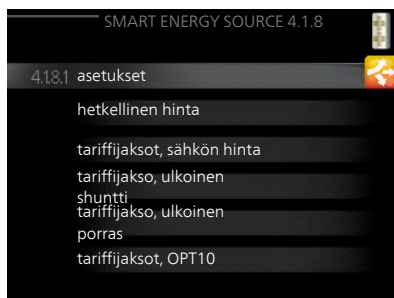 SMART ENERGY SOURCE 4.1.8
4.1.8.1 asetukset
hetkellinen hinta
tariffijaksot, sähkön hinta
tariffijakso, ulkoinen
shuntti
tariffijakso, ulkoinen
porras
tariffijaksot, OPT10